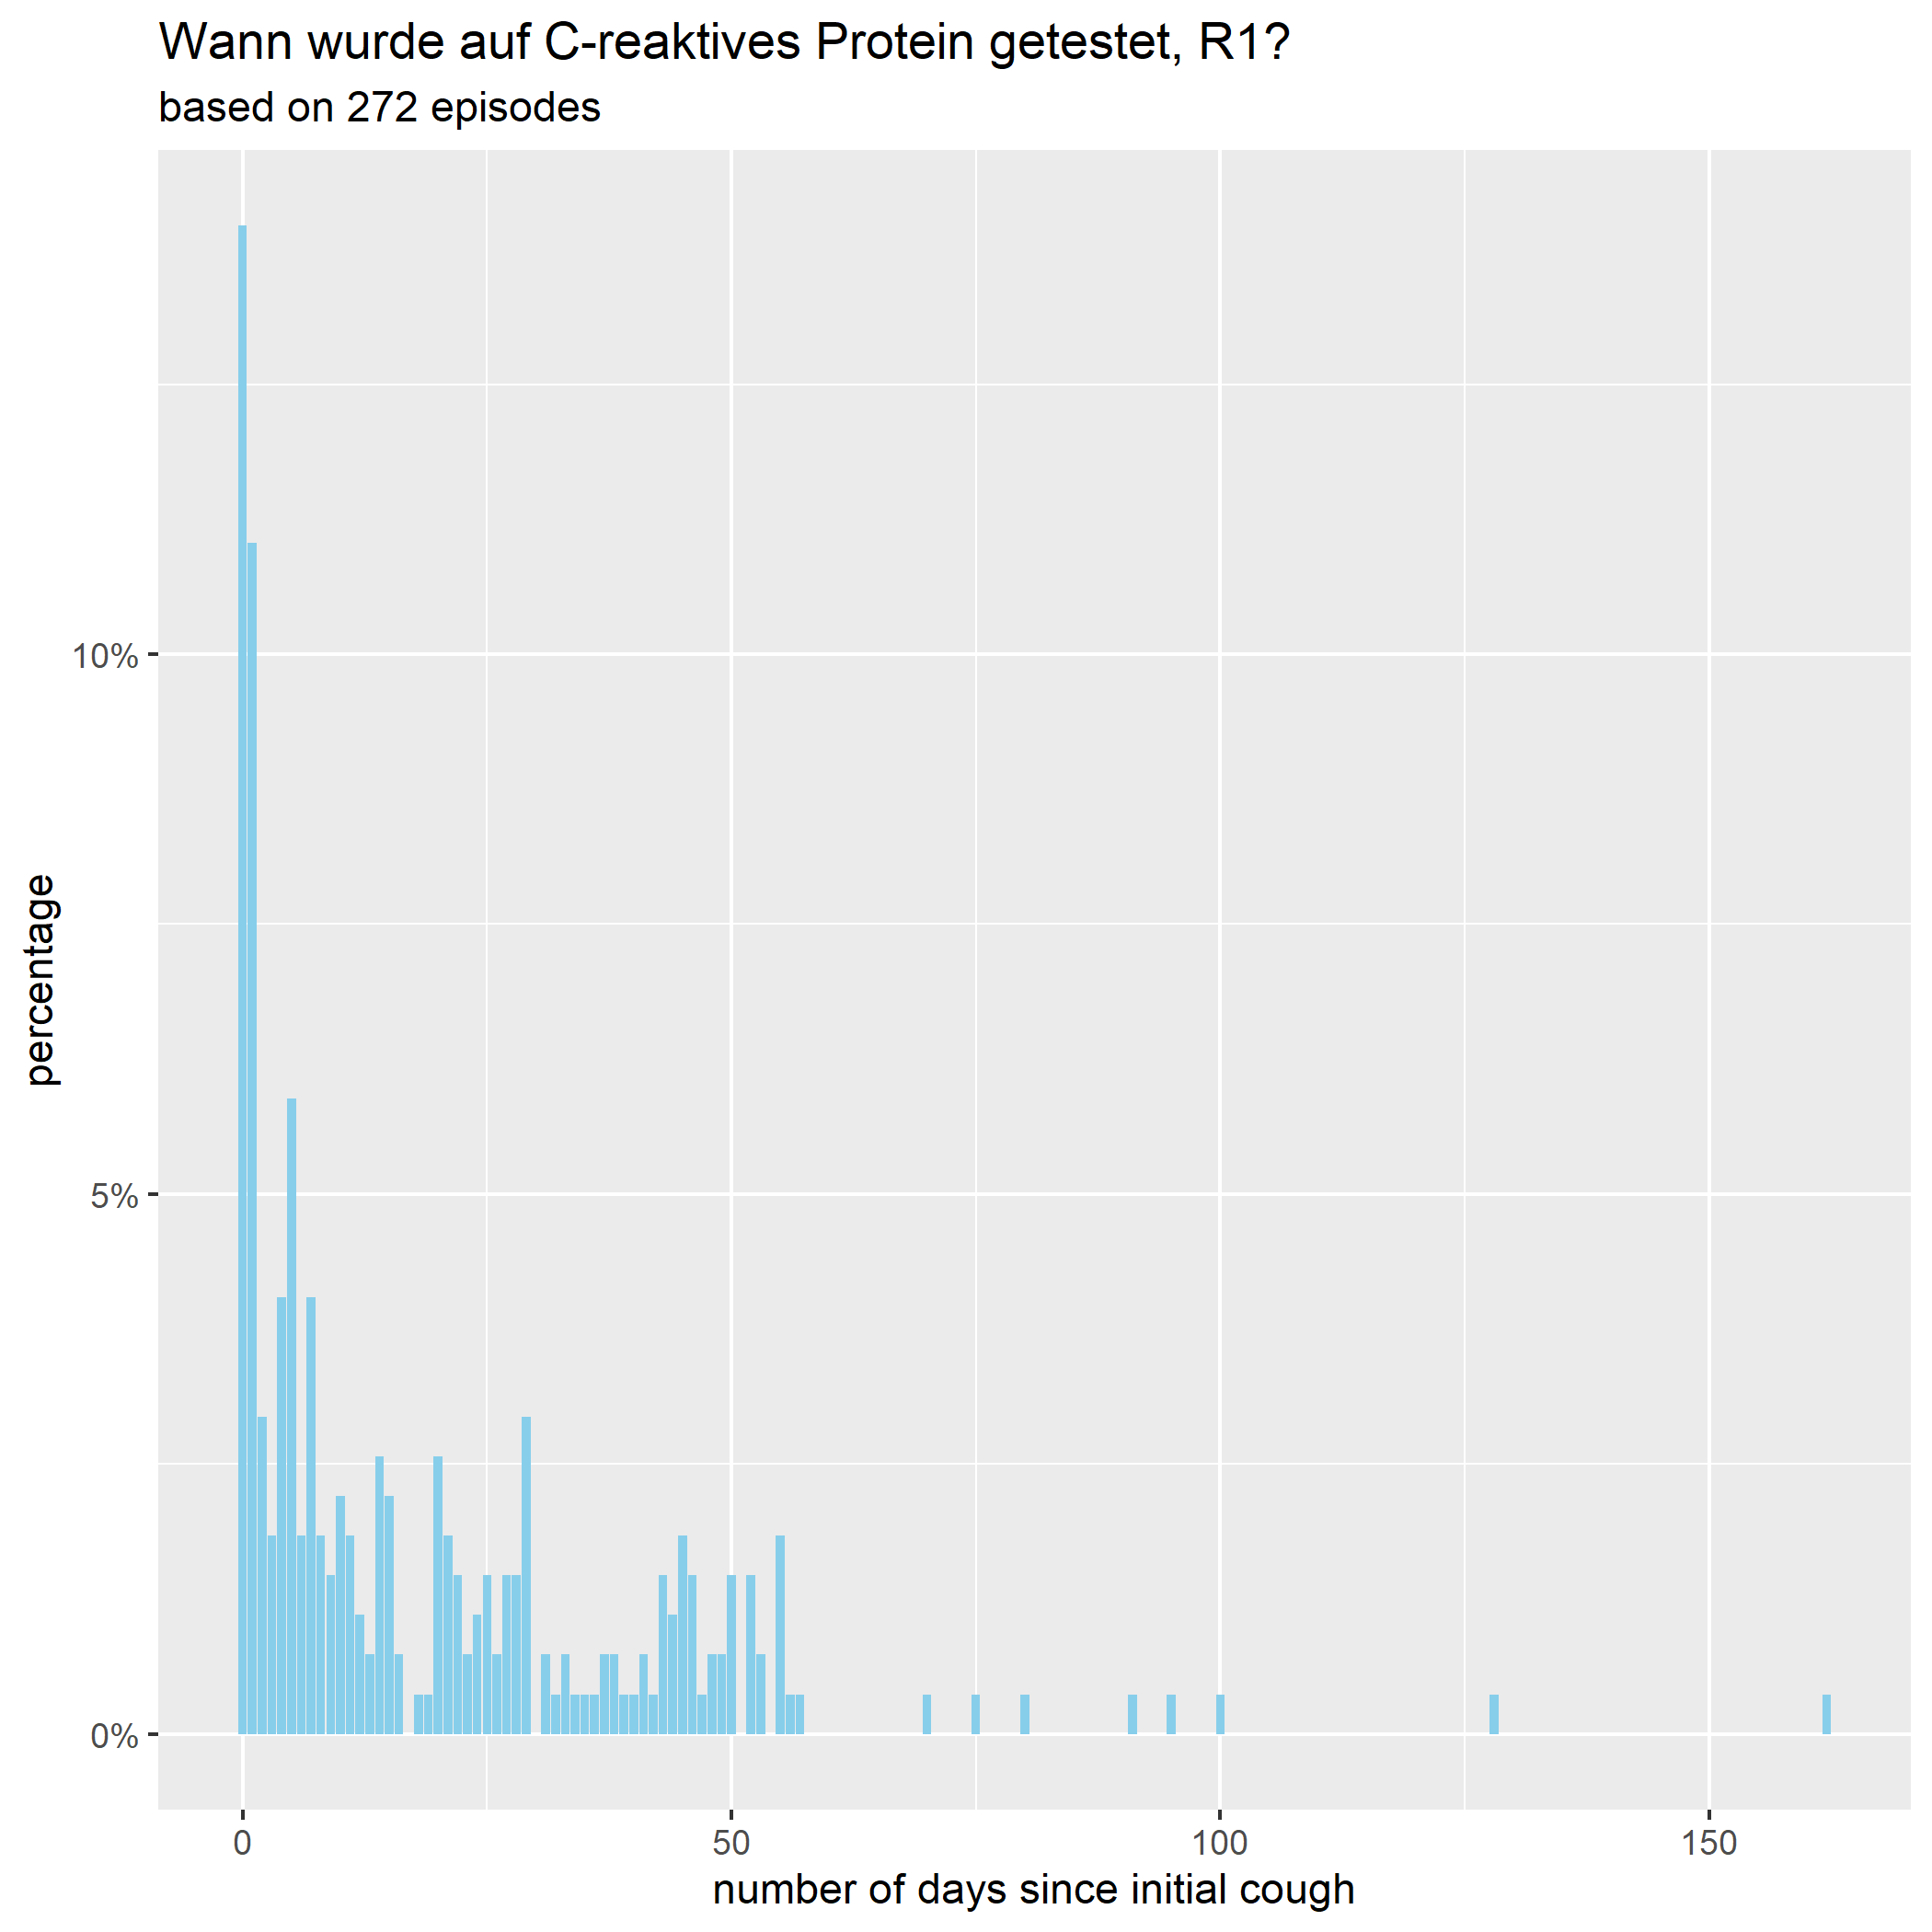 Wann wurde auf C-reaktives Protein getestet, R1?
based on 272 episodes
percentage
10%
5%
0%
0
50
100
150
number of days since initial cough